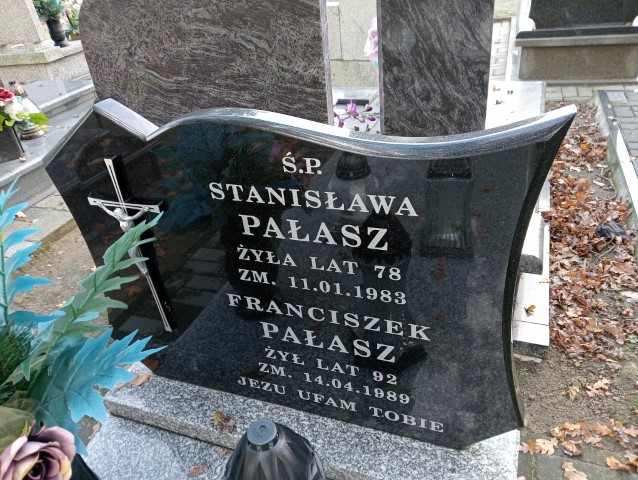 Ś.P.
STANISŁAWA
PAŁASZ
ŻYŁA LAT 78
ZM. 11.01.1983
FRANCISZEK
PAŁASZ
ŻYŁ LAT 92
ZM. 14.04.1989
JEZU UFAM TOBIE